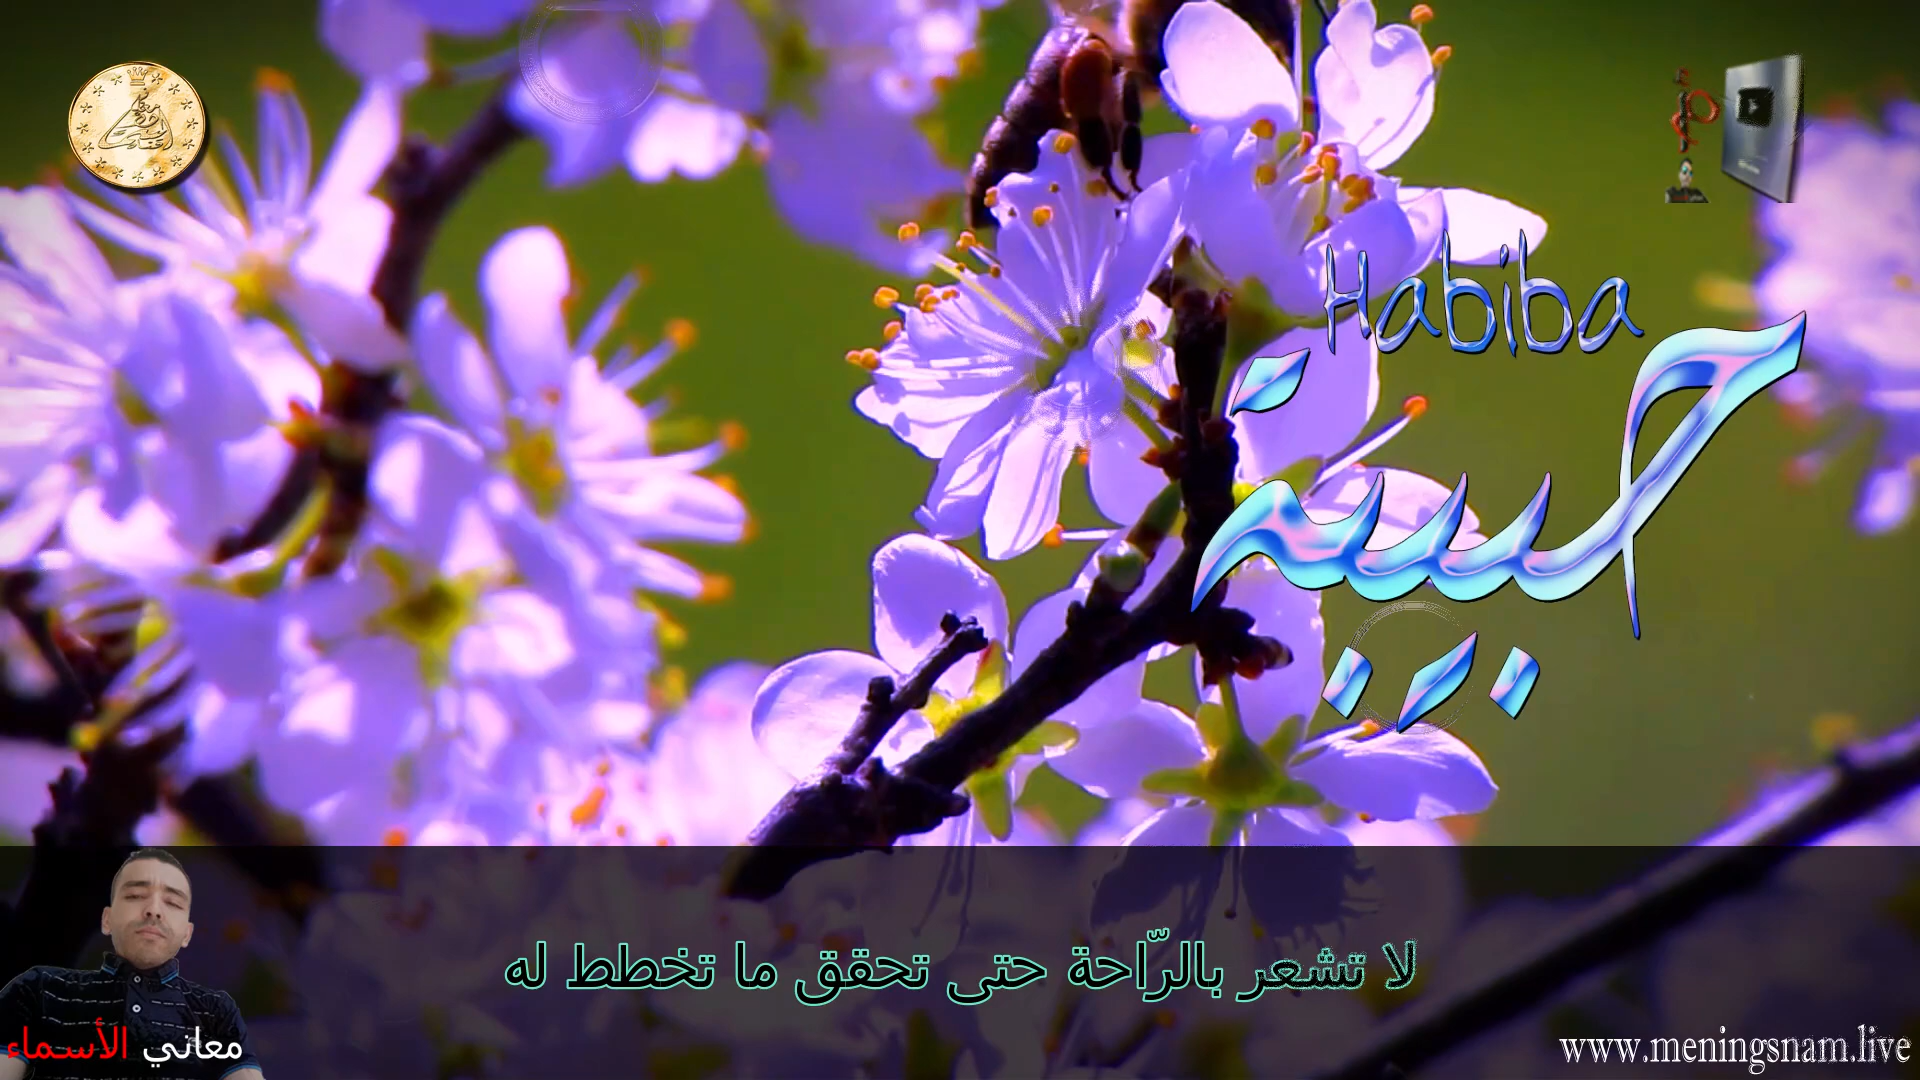 Habiba
حبيبة
لا تشعر بالرّاحة حتى تحقق ما تخطط له
معاني الأسماء
www.meningsnam.live